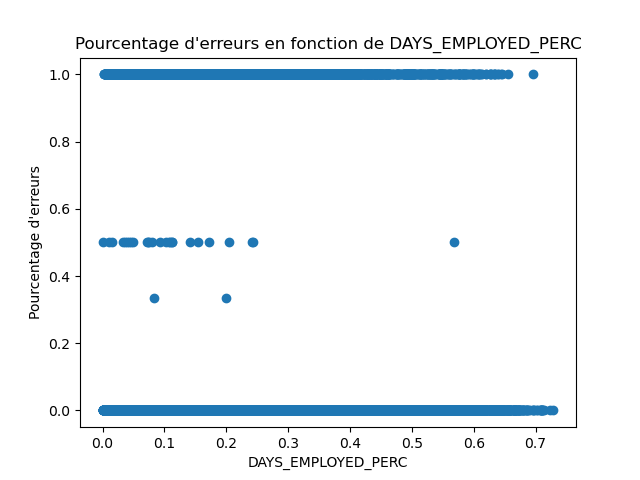 Pourcentage d'erreurs en fonction de DAYS_EMPLOYED_PERC
1.0
0.8
0.6
0.4
0.2
0.0
Pourcentage d'erreurs
0.0 0.1 0.2 0.3 0.4 0.5 0.6 0.7
DAYS_EMPLOYED_PERC